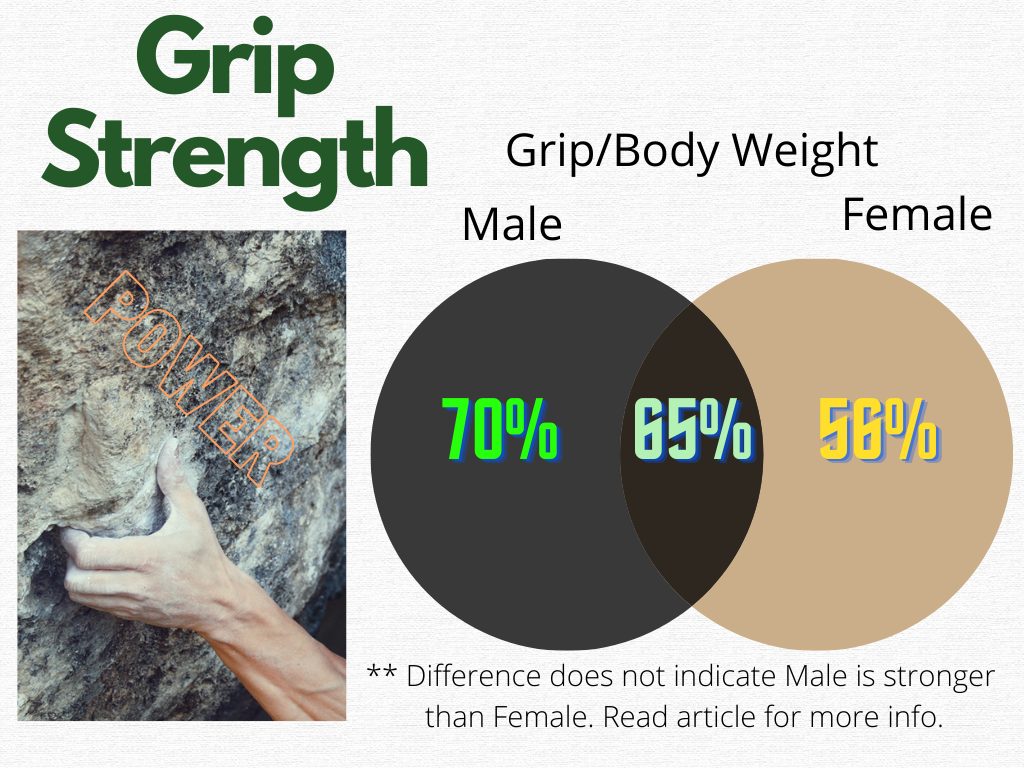 Grip
Strength
Grip/Body Weight
Male
Female
POWER
70%
65%
56%
** Difference does not indicate Male is stronger
than Female. Read article for more info.